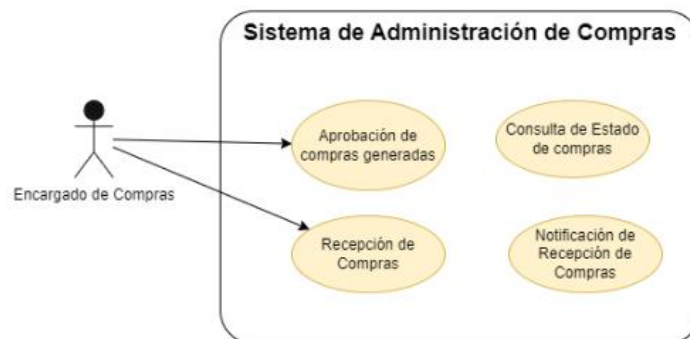 Sistema de Administración de Compras
Aprobación de
compras generadas
Consulta de Estado
de compras
Encargado de Compras
Recepción de
Compras
Notificación de
Recepción de
Compras